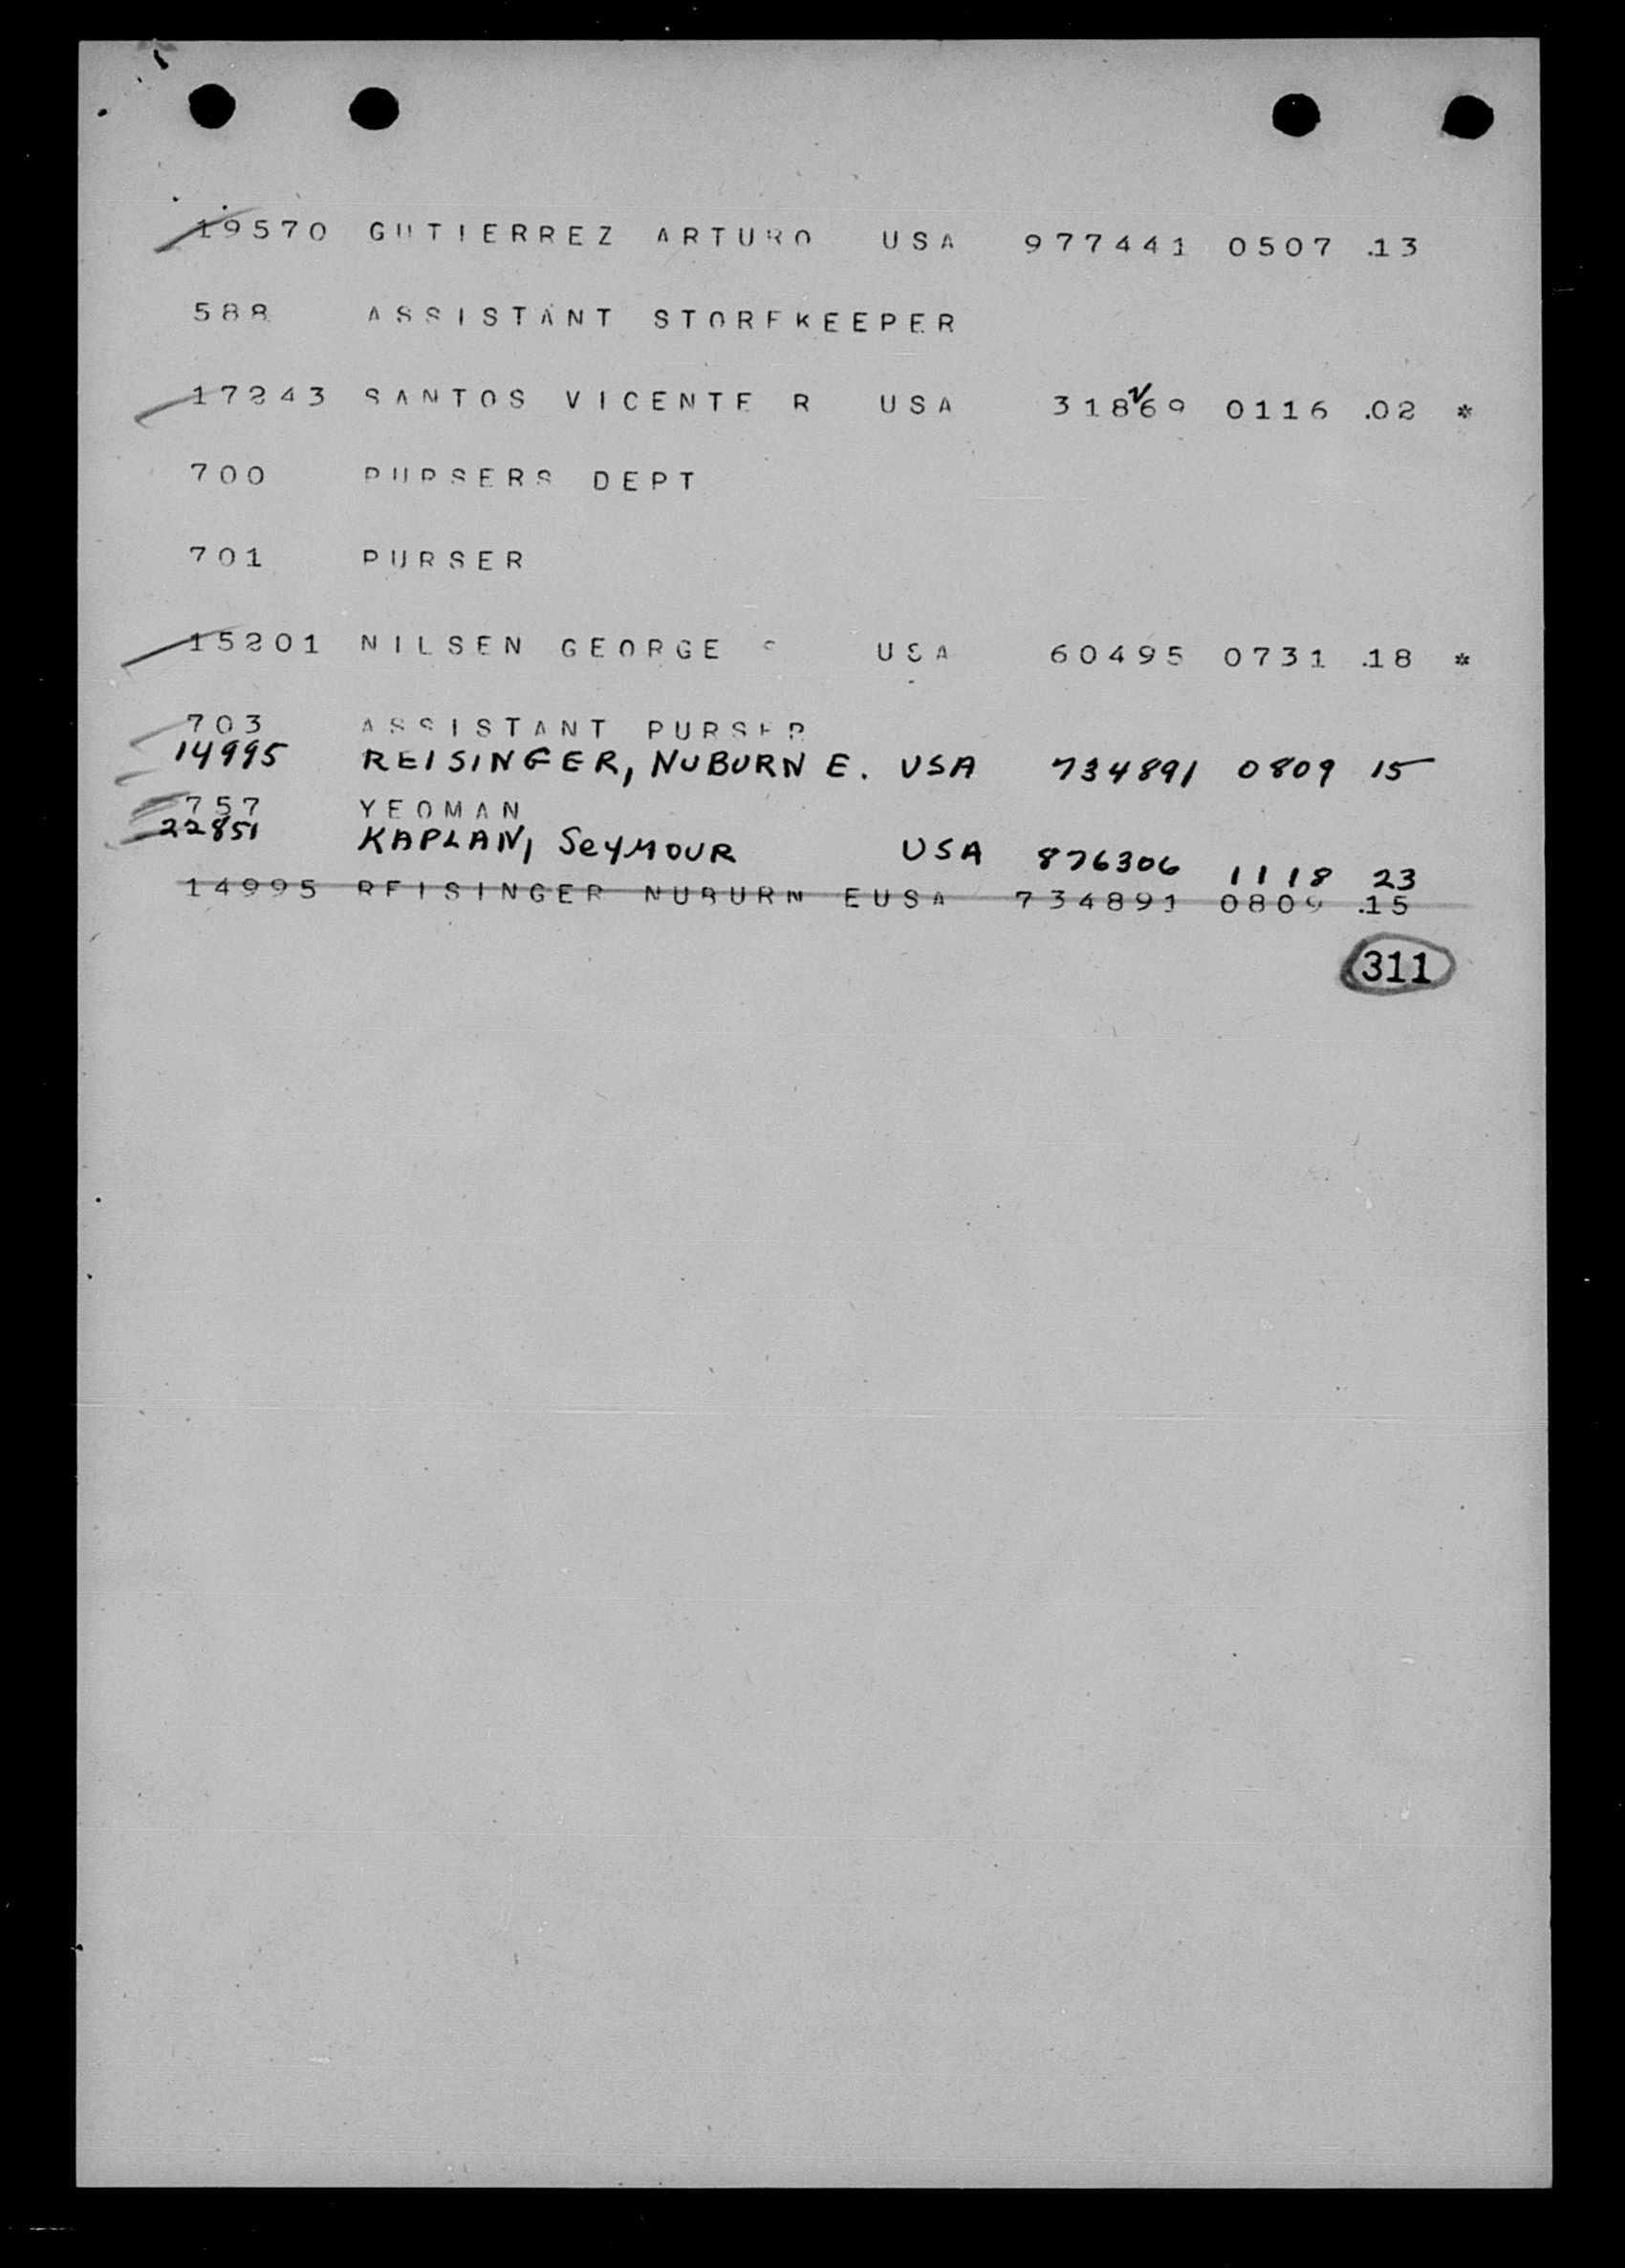 19570 GUTIERREZ ARTURO USA 977441 0507 .13
588 ASSISTANT STOREKEEPER
17243 SANTOS VICENTE R USA 318269 0116 .02 *
700 PURSERS DEPT
701 PURSER
15201 NILSEN GEORGE S USA 60495 0731 .18 *
703 ASSISTANT PURSER
14995 REISINGER, NUBURN E. USA 734891 0809 15
757 YEOMAN
22851 KAPLAN, SeYMOUR USA 876306 1118 23
14995 REISINGER NUBURN EUSA 734891 0809 .15
311